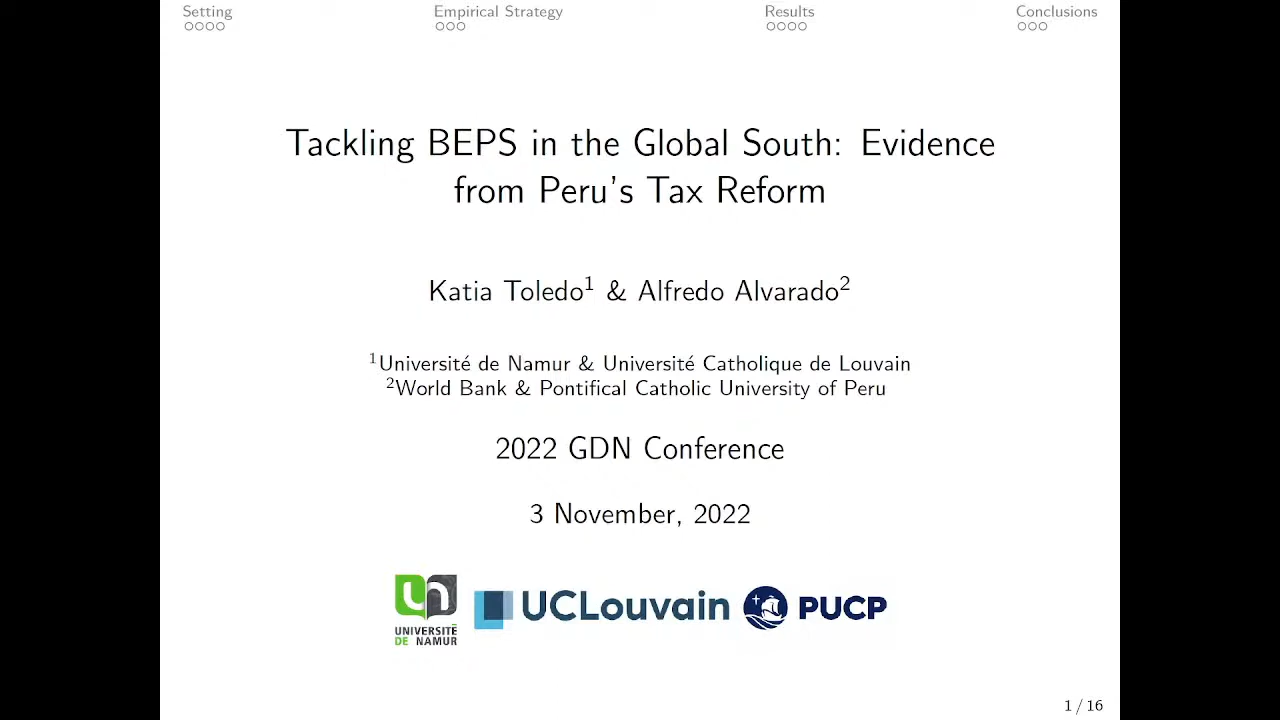 Setting Empirical Strategy Results Conclusions
Tackling BEPS in the Global South: Evidence
from Peru's Tax Reform
Katia Toledo1 & Alfredo Alvarado2
1Université de Namur & Université Catholique de Louvain
2World Bank & Pontifical Catholic University of Peru
2022 GDN Conference
3 November, 2022
UNIVERSITÉ
DE NAMUR
UCLouvain
PUCP
1 / 16